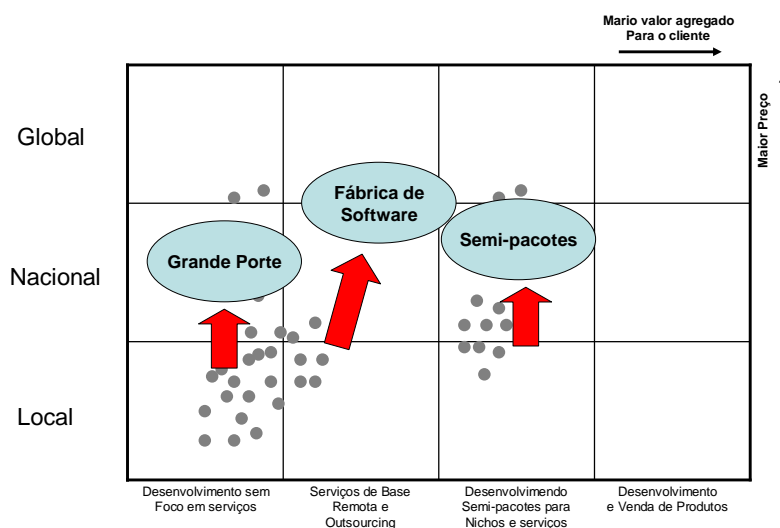 Mario valor agregado
Para o cliente
Maior Preço
Global
Fábrica de
Software
Semi-pacotes
Grande Porte
Nacional
Local
Desenvolvimento sem
Foco em serviços
Serviços de Base
Remota e
Outsourcing
Desenvolvimendo
Semi-pacotes para
Nichos e serviços
Desenvolvimento
e Venda de Produtos